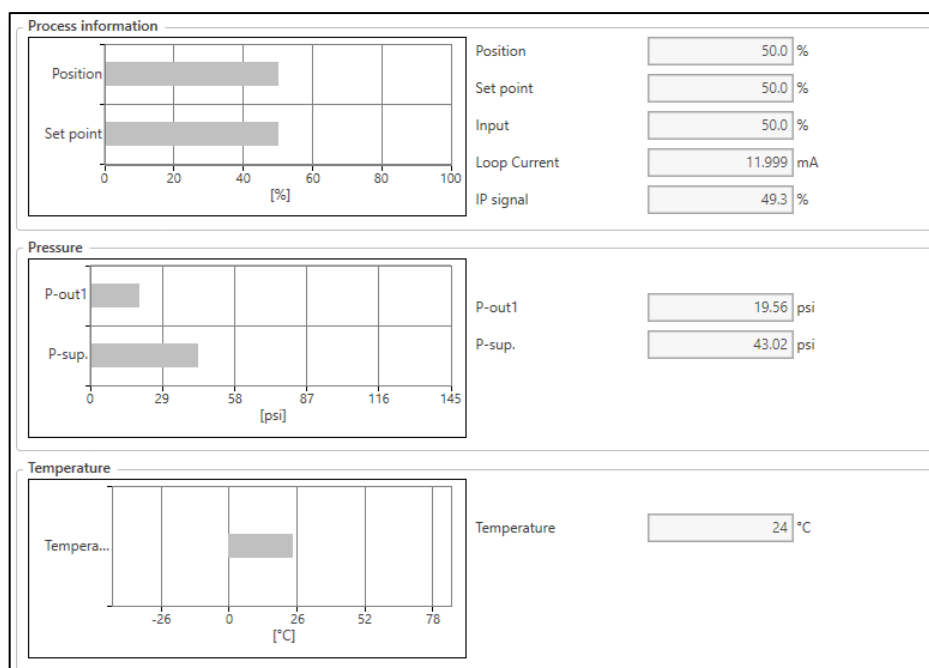 Process information
Position
Set point
0 20 40 60 80 100
[%]
Position 50.0 %
Set point 50.0 %
Input 50.0 %
Loop Current 11.999 mA
IP signal 49.3 %
Pressure
P-out1
P-sup.
0 29 58 87 116 145
[psi]
P-out1 19.56 psi
P-sup. 43.02 psi
Temperature
Tempera...
-26 0 26 52 78
[°C]
Temperature 24 °C